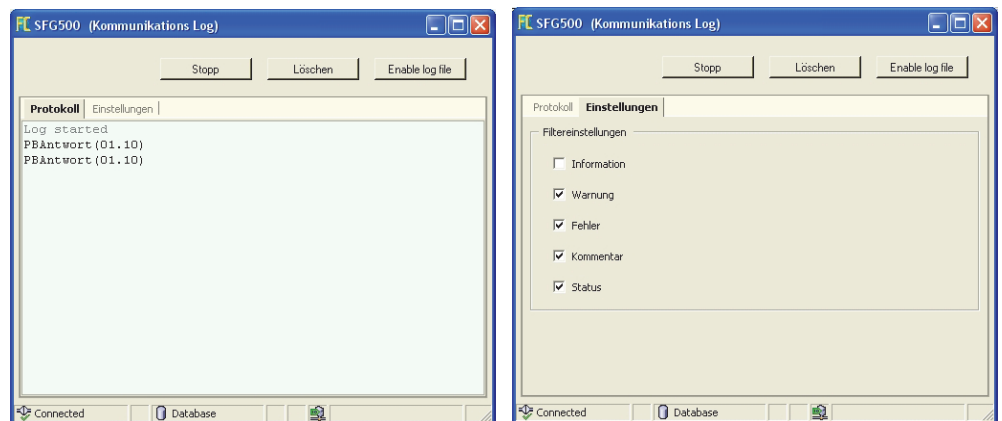 FC SFG500 (Kommunikations Log)
Stopp Löschen Enable log file
Protokoll Einstellungen
Log started
PBAntwort(01.10)
PBAntwort(01.10)
Connected Database
FC SFG500 (Kommunikations Log)
Stopp Löschen Enable log file
Protokoll Einstellungen
Filtereinstellungen
Information
Warnung
Fehler
Kommentar
Status
Connected Database